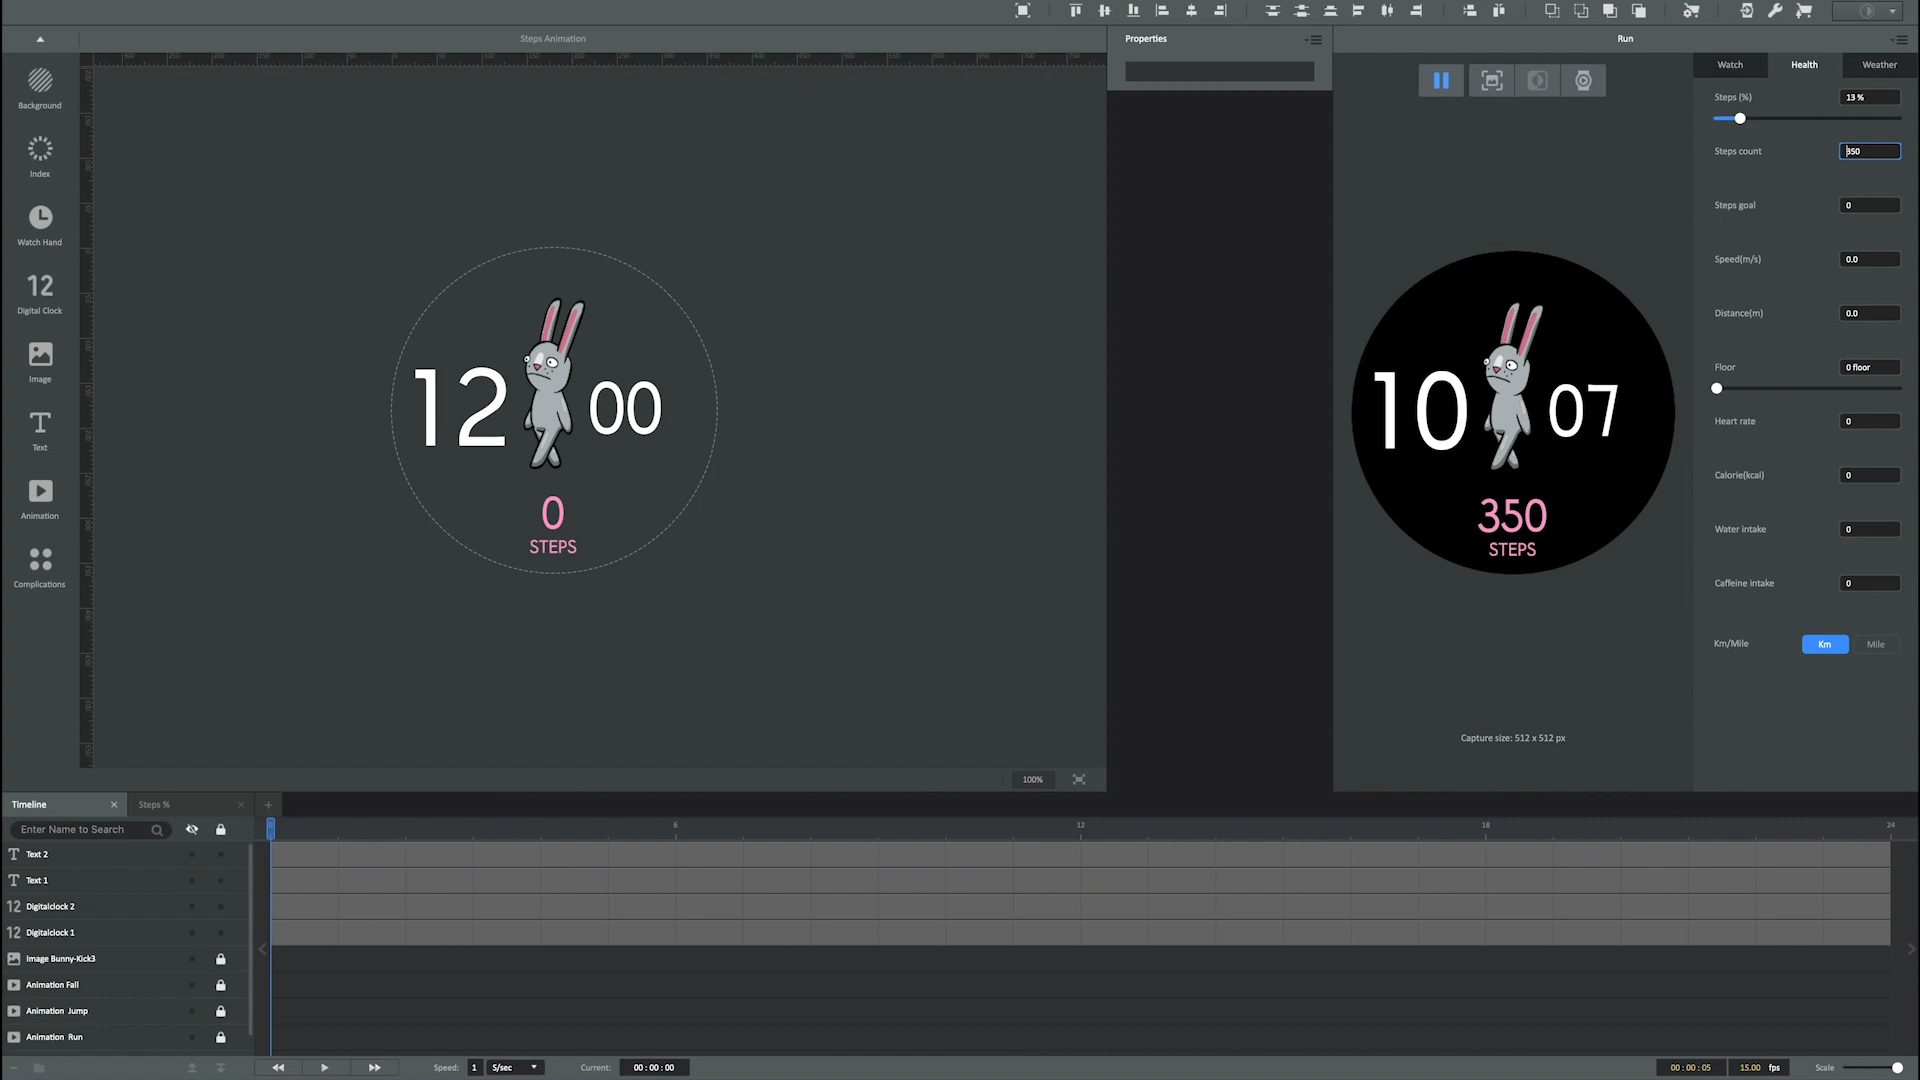 Steps Animation
Properties
Run
Background
Index
Watch Hand
12
Digital Clock
Image
Text
Animation
Complications
12 00
0
STEPS
100%
10 07
350
STEPS
Capture size: 512 x 512 px
Watch Health Weather
Steps (%) 13 %
Steps count 350
Steps goal 0
Speed(m/s) 0.0
Distance(m) 0.0
Floor 0 floor
Heart rate 0
Calorie(kcal) 0
Water intake 0
Caffeine intake 0
Km/Mile Km Mile
Timeline Steps %
Enter Name to Search
6 12 18 24
Text 2
Text 1
12 Digitalclock 2
12 Digitalclock 1
Image Bunny-Kick3
Animation Fall
Animation Jump
Animation Run
Speed: 1 S/sec Current: 00 : 00 : 00
00 : 00 : 05 15.00 fps Scale